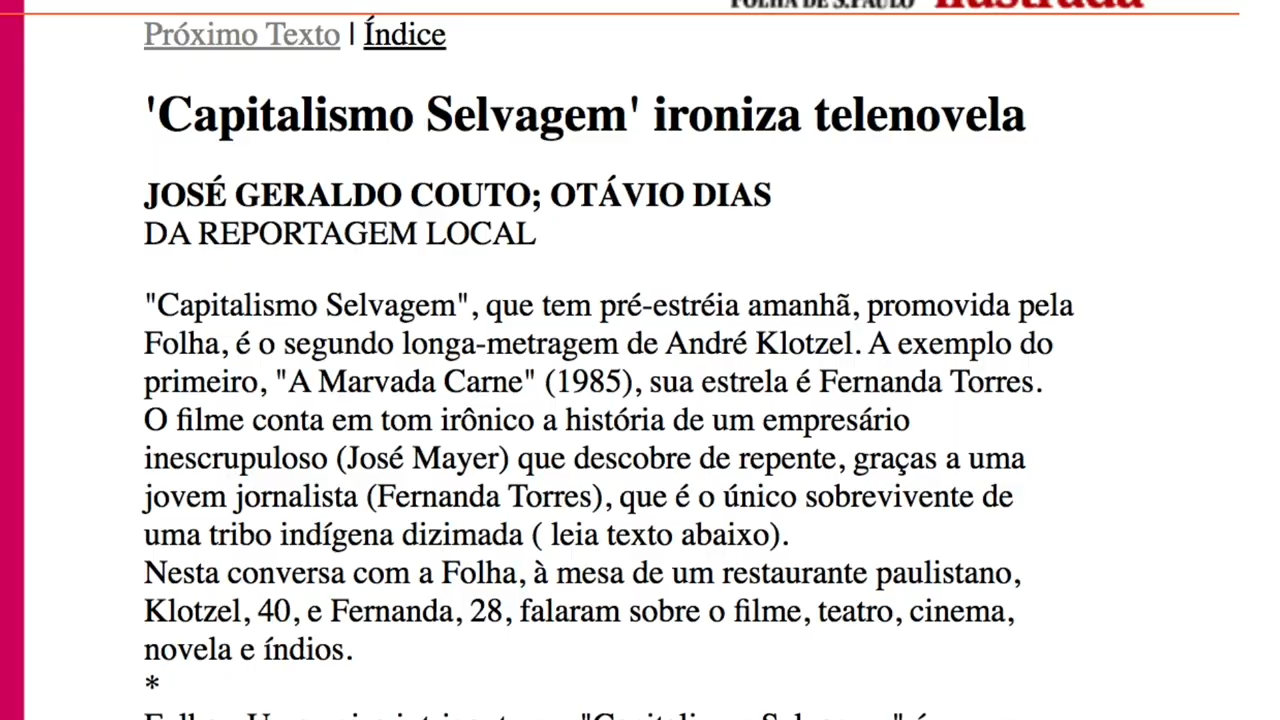 FOLHA DE S.PAULO ilustrada
Próximo Texto | Índice
'Capitalismo Selvagem' ironiza telenovela
JOSÉ GERALDO COUTO; OTÁVIO DIAS
DA REPORTAGEM LOCAL
"Capitalismo Selvagem", que tem pré-estréia amanhã, promovida pela
Folha, é o segundo longa-metragem de André Klotzel. A exemplo do
primeiro, "A Marvada Carne" (1985), sua estrela é Fernanda Torres.
O filme conta em tom irônico a história de um empresário
inescrupuloso (José Mayer) que descobre de repente, graças a uma
jovem jornalista (Fernanda Torres), que é o único sobrevivente de
uma tribo indígena dizimada ( leia texto abaixo).
Nesta conversa com a Folha, à mesa de um restaurante paulistano,
Klotzel, 40, e Fernanda, 28, falaram sobre o filme, teatro, cinema,
novela e índios.
*